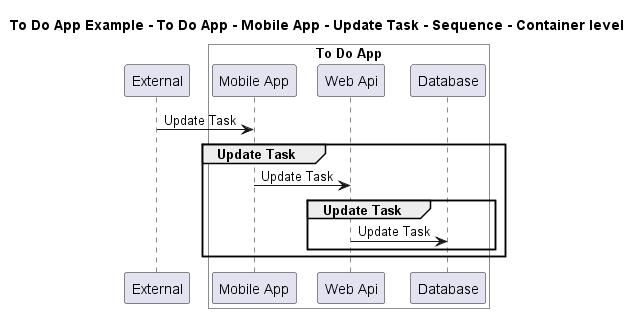 To Do App Example - To Do App - Mobile App - Update Task - Sequence - Container level
To Do App
External Mobile App Web Api Database
Update Task
Update Task
Update Task
Update Task
Update Task
External Mobile App Web Api Database